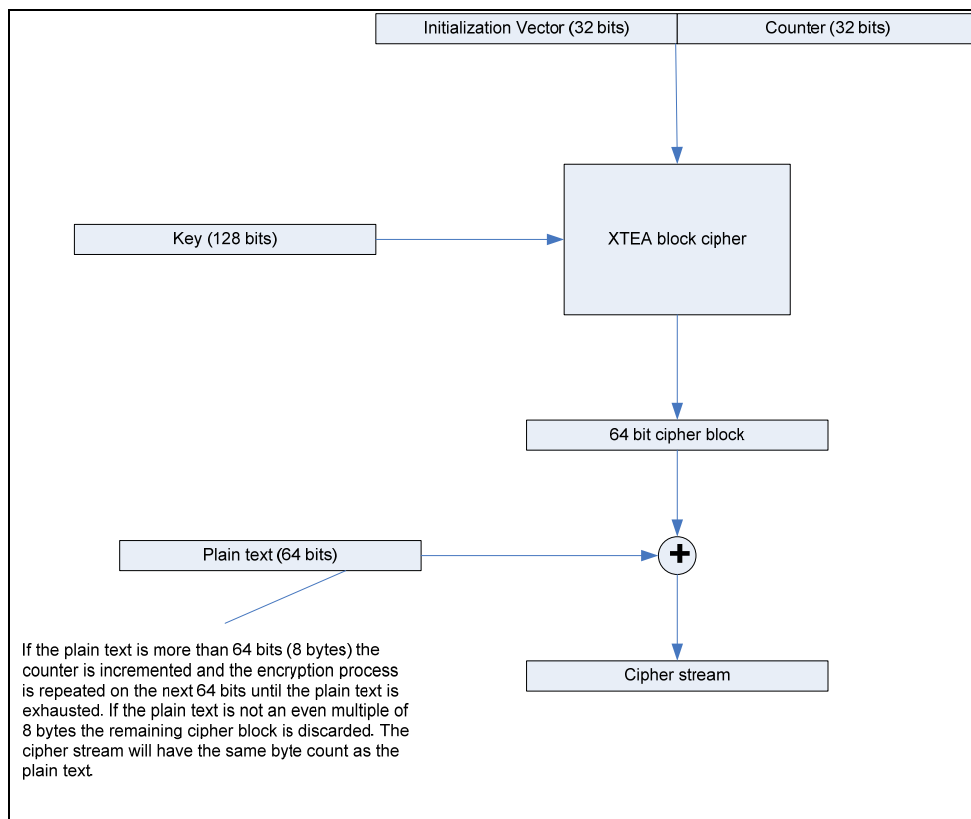 Initialization Vector (32 bits)
Counter (32 bits)
XTEA block cipher
Key (128 bits)
64 bit cipher block
Plain text (64 bits)
+
If the plain text is more than 64 bits (8 bytes) the
counter is incremented and the encryption process
is repeated on the next 64 bits until the plain text is
exhausted. If the plain text is not an even multiple of
8 bytes the remaining cipher block is discarded. The
cipher stream will have the same byte count as the
plain text.
Cipher stream